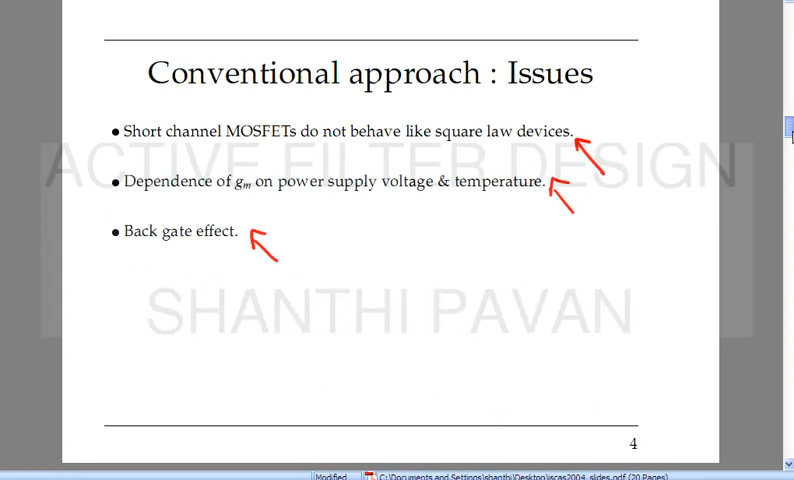 Conventional approach : Issues
● Short channel MOSFETs do not behave like square law devices.
ACTIVE FILTER DESIGN
● Dependence of gm on power supply voltage & temperature.
● Back gate effect.
SHANTHI PAVAN
4
Modified
C:\Documents and Settings\shanthi\Desktop\iscas2004_slides.pdf (20 Pages)